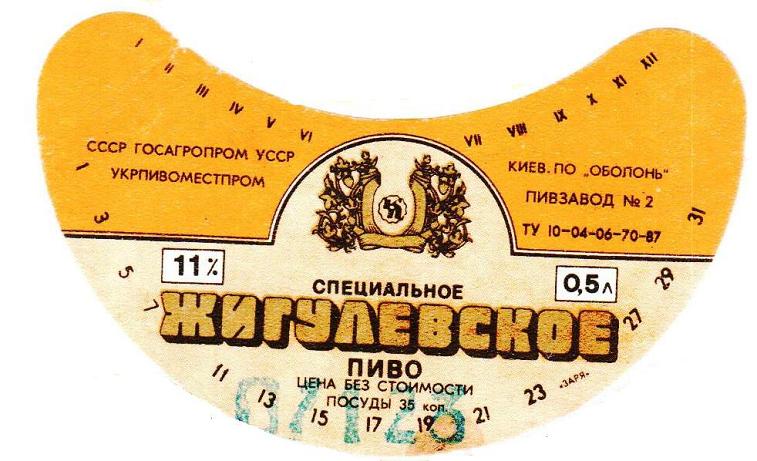 I II III IV V VI VII VIII IX X XI XII
СССР ГОСАГРОПРОМ УССР
УКРПИВОМЕСТПРОМ
КИЕВ. ПО „ОБОЛОНЬ"
ПИВЗАВОД № 2
ТУ 10-04-06-70-87
11%
0,5л
СПЕЦИАЛЬНОЕ
ЖИГУЛЕВСКОЕ
ПИВО
ЦЕНА БЕЗ СТОИМОСТИ
ПОСУДЫ 35 коп.
1 3 5 7 11 13 15 17 19 21 23 27 29 31
«ЗАРЯ»